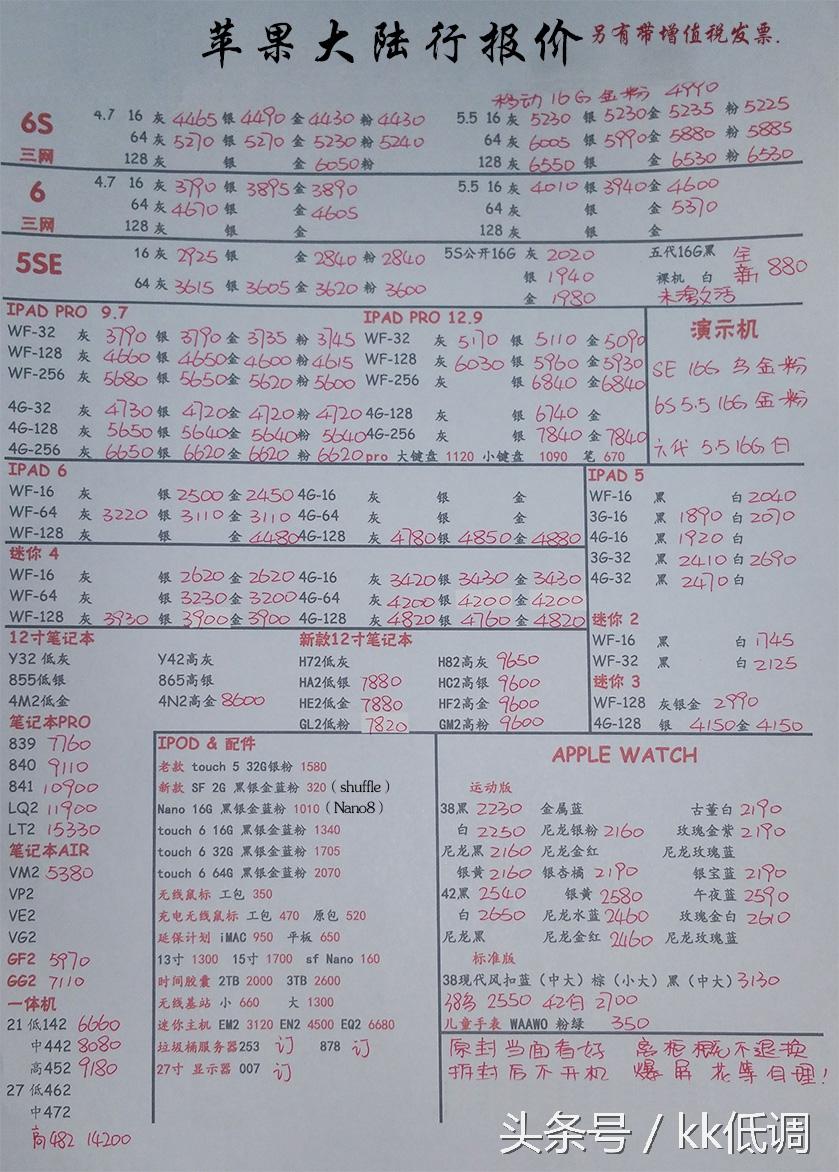 苹果大陆行报价 另有带增值税发票.
移动 16G 金 粉 4990
6S 三网
4.7 16 灰 4465 银 4490 金 4430 粉 4430
64 灰 5270 银 5270 金 5230 粉 5240
128 灰 银 金 6050 粉
5.5 16 灰 5230 银 5230 金 5235 粉 5225
64 灰 6005 银 5990 金 5880 粉 5885
128 灰 6550 银 金 6530 粉 6530
6 三网
4.7 16 灰 3790 银 3895 金 3890
64 灰 4670 银 金 4605
128 灰 银 金
5.5 16 灰 4010 银 3940 金 4600
64 灰 银 金 5370
128 灰 银 金
5SE
16 灰 2925 银 金 2840 粉 2840
64 灰 3615 银 3605 金 3620 粉 3600
5S公开16G 灰 2020
银 1940
金 1980
五代16G黑 全新 880
裸机 白
未激活
IPAD PRO 9.7
WF-32 灰 3790 银 3790 金 3735 粉 3745
WF-128 灰 4660 银 4650 金 4600 粉 4615
WF-256 灰 5680 银 5650 金 5620 粉 5600
4G-32 灰 4730 银 4720 金 4720 粉 4720
4G-128 灰 5650 银 5640 金 5640 粉 5640
4G-256 灰 6650 银 6620 金 6620 粉 6620
IPAD PRO 12.9
WF-32 灰 5170 银 5110 金 5090
WF-128 灰 6030 银 5960 金 5930
WF-256 灰 银 6840 金 6840
4G-128 灰 银 6740 金
4G-256 灰 银 7840 金 7840
pro 大键盘 1120 小键盘 1090 笔 670
演示机
SE 16G 乌 金 粉
6S 5.5 16G 金 粉
六代 5.5 16G 白
IPAD 6
WF-16 灰 银 2500 金 2450 4G-16 灰 银 金
WF-64 灰 3220 银 3110 金 3110 4G-64 灰 银 金
WF-128 灰 银 金 4480 4G-128 灰 4780 银 4850 金 4880
迷你 4
WF-16 灰 银 2620 金 2620 4G-16 灰 3420 银 3430 金 3430
WF-64 灰 银 3230 金 3200 4G-64 灰 4200 银 4200 金 4200
WF-128 灰 3930 银 3900 金 3900 4G-128 灰 4820 银 4760 金 4820
IPAD 5
WF-16 黑 白 2040
3G-16 黑 1890 白 2070
4G-16 黑 1920 白
3G-32 黑 2410 白 2690
4G-32 黑 2470 白
迷你 2
WF-16 黑 白 1745
WF-32 黑 白 2125
迷你 3
WF-128 灰银金 2990
4G-128 银 4150 金 4150
12寸笔记本
Y32 低灰 Y42高灰
855低银 865高银
4M2低金 4N2高金 8600
新款12寸笔记本
H72低灰 H82高灰 9650
HA2低银 7880 HC2高银 9600
HE2低金 7880 HF2高金 9600
GL2低粉 7820 GM2高粉 9600
笔记本PRO
839 7760
840 9110
841 10900
LQ2 11900
LT2 15330
笔记本AIR
VM2 5380
VP2
VE2
VG2
GF2 5970
GG2 7110
一体机
21 低142 6660
中442 8080
高452 9180
27 低462
中472
高482 14200
IPOD & 配件
老款 touch 5 32G银粉 1580
新款 SF 2G 黑银金蓝粉 320（shuffle）
Nano 16G 黑银金蓝粉 1010（Nano8）
touch 6 16G 黑银金蓝粉 1340
touch 6 32G 黑银金蓝粉 1705
touch 6 64G 黑银金蓝粉 2070
无线鼠标 工包 350
充电无线鼠标 工包 470 原包 520
延保计划 iMAC 950 平板 650
13寸 1300 15寸 1700 sf Nano 160
时间胶囊 2TB 2000 3TB 2600
无线基站 小 660 大 1300
迷你主机 EM2 3120 EN2 4500 EQ2 6680
垃圾桶服务器253 订 878 订
27寸 显示器 007 订
APPLE WATCH
运动版
38黑 2230 金属蓝 古董白 2190
白 2250 尼龙银粉 2160 玫瑰金紫 2190
尼龙黑 2160 尼龙金红 尼龙玫瑰蓝
银黄 2160 银杏橘 2190 银宝蓝 2190
42黑 2540 银黄 2580 午夜蓝 2590
白 2650 尼龙水蓝 2460 玫瑰金白 2610
尼龙黑 尼龙金红 2460 尼龙玫瑰蓝
标准版
38现代风扣蓝（中大）棕（小大）黑（中大）3130
2550 42白 2700
儿童手表 WAAWO 粉绿 350
原封当面看好 离柜概不退换
拆封后不开机 爆屏 花等自理!
头条号 / kk低调